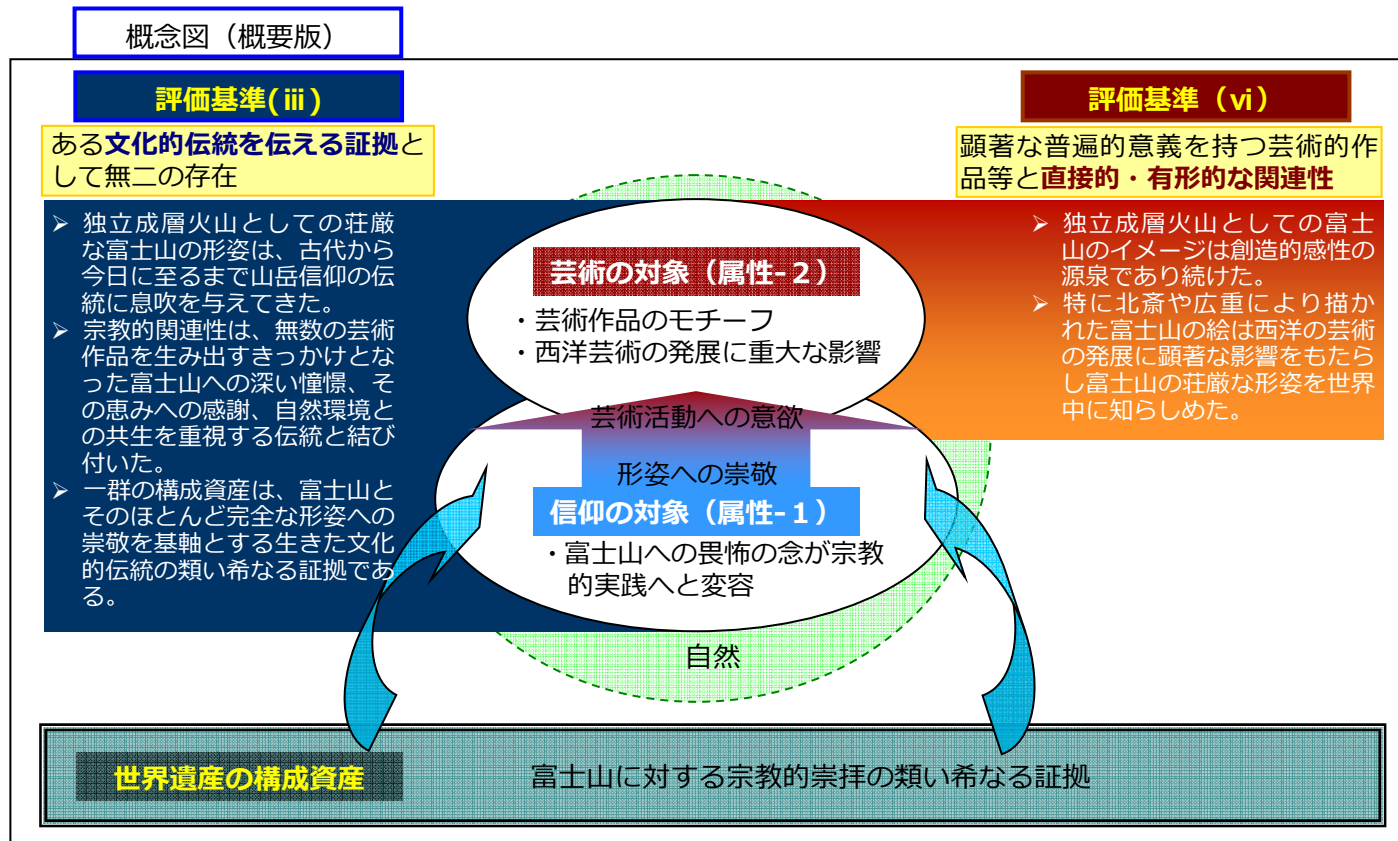 概念図（概要版）
評価基準(ⅲ)
ある文化的伝統を伝える証拠と
して無二の存在
➢ 独立成層火山としての荘厳
な富士山の形姿は、古代から
今日に至るまで山岳信仰の伝
統に息吹を与えてきた。
➢ 宗教的関連性は、無数の芸術
作品を生み出すきっかけとな
った富士山への深い憧憬、そ
の恵みへの感謝、自然環境と
の共生を重視する伝統と結び
付いた。
➢ 一群の構成資産は、富士山と
そのほとんど完全な形姿への
崇敬を基軸とする生きた文化
的伝統の類い希なる証拠であ
る。
評価基準（ⅵ）
顕著な普遍的意義を持つ芸術的作
品等と直接的・有形的な関連性
➢ 独立成層火山としての富士
山のイメージは創造的感性の
源泉であり続けた。
➢ 特に北斎や広重により描か
れた富士山の絵は西洋の芸術
の発展に顕著な影響をもたら
し富士山の荘厳な形姿を世界
中に知らしめた。
芸術の対象（属性-２）
・芸術作品のモチーフ
・西洋芸術の発展に重大な影響
芸術活動への意欲
形姿への崇敬
信仰の対象（属性-１）
・富士山への畏怖の念が宗教
的実践へと変容
自然
世界遺産の構成資産
富士山に対する宗教的崇拝の類い希なる証拠